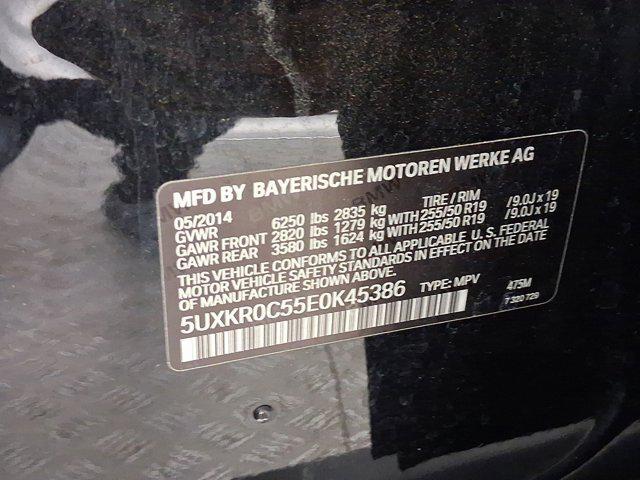 MFD BY BAYERISCHE MOTOREN WERKE AG
05/2014 TIRE / RIM
GVWR 6250 lbs 2835 kg
GAWR FRONT 2820 lbs 1279 kg WITH 255/50 R19 /9.0J x 19
GAWR REAR 3580 lbs 1624 kg WITH 255/50 R19 /9.0J x 19
THIS VEHICLE CONFORMS TO ALL APPLICABLE U. S. FEDERAL
MOTOR VEHICLE SAFETY STANDARDS IN EFFECT ON THE DATE
OF MANUFACTURE SHOWN ABOVE.
5UXKR0C55E0K45386 TYPE: MPV 475M
7 320 729